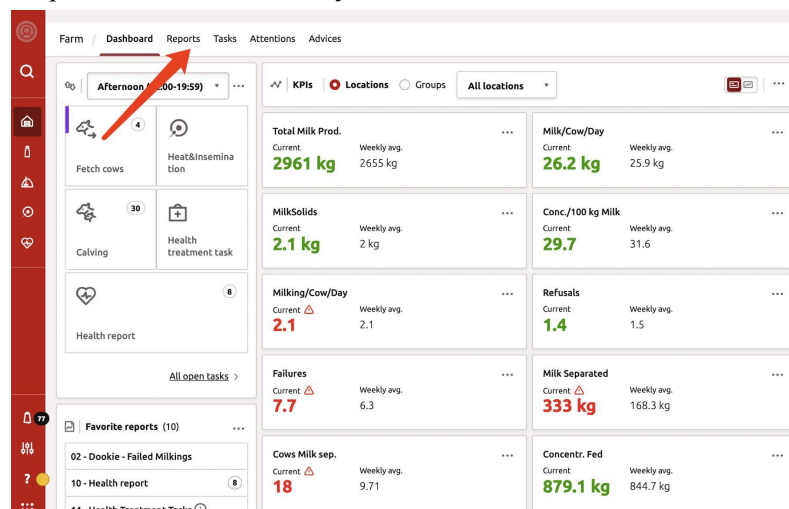 Farm / Dashboard Reports Tasks Attentions Advices
Afternoon :00-19:59)
4
Fetch cows
Heat&Insemina
tion
30
Calving
Health
treatment task
8
Health report
All open tasks >
Favorite reports (10)
02 - Dookie - Failed Milkings
10 - Health report 8
77
?
KPIs Locations Groups All locations
Total Milk Prod.
Current Weekly avg.
2961 kg 2655 kg
Milk/Cow/Day
Current Weekly avg.
26.2 kg 25.9 kg
MilkSolids
Current Weekly avg.
2.1 kg 2 kg
Conc./100 kg Milk
Current Weekly avg.
29.7 31.6
Milking/Cow/Day
Current Weekly avg.
2.1 2.1
Refusals
Current Weekly avg.
1.4 1.5
Failures
Current Weekly avg.
7.7 6.3
Milk Separated
Current Weekly avg.
333 kg 168.3 kg
Cows Milk sep.
Current Weekly avg.
18 9.71
Concentr. Fed
Current Weekly avg.
879.1 kg 844.7 kg